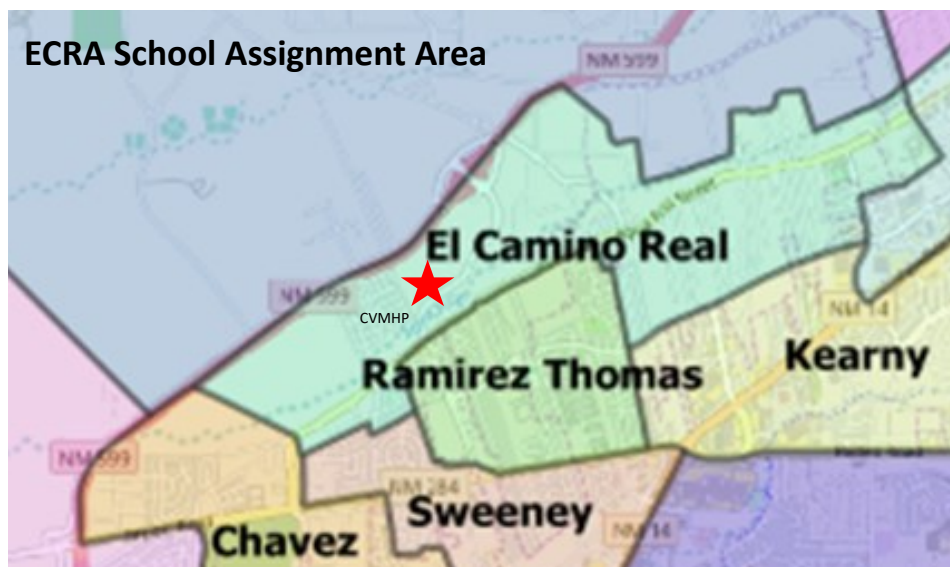 ECRA School Assignment Area
NM 599
El Camino Real
NM 599
CVMHP
NM 14
Kearny
Ramirez Thomas
NM 599
NM 284
Sweeney
NM 14
Chavez